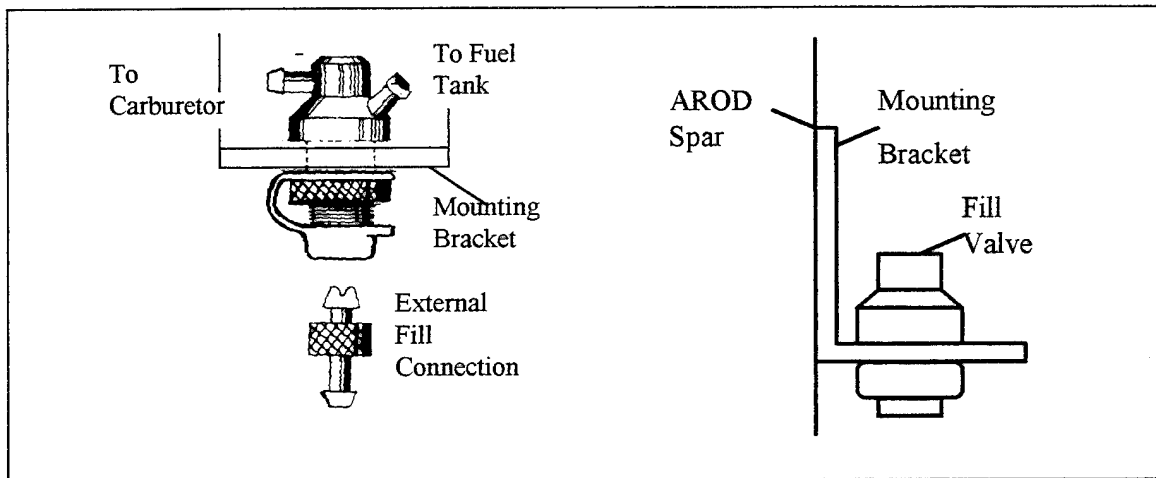 To
Carburetor
To Fuel
Tank
Mounting
Bracket
External
Fill
Connection
AROD
Spar
Mounting
Bracket
Fill
Valve